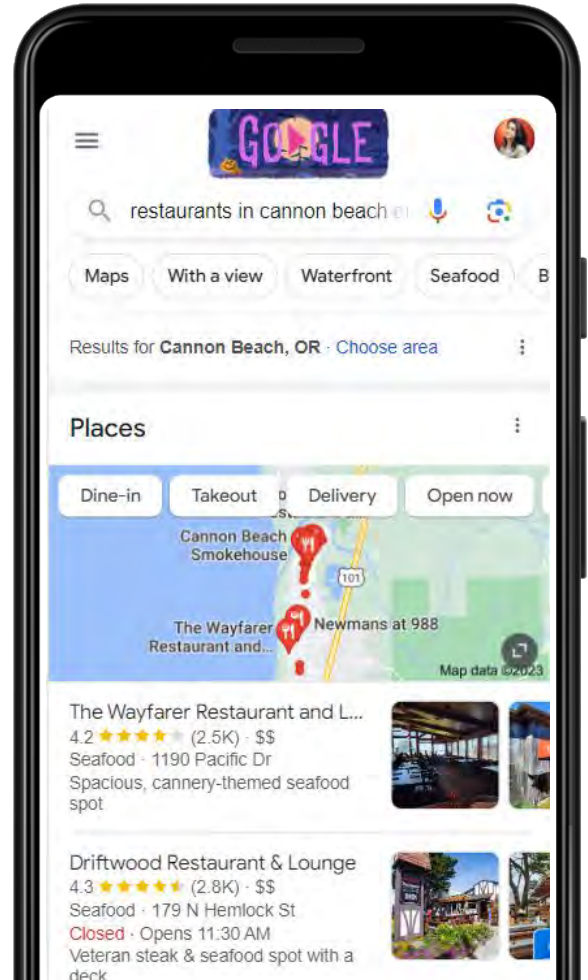 GOOGLE
restaurants in cannon beach
Maps
With a view
Waterfront
Seafood
B
Results for Cannon Beach, OR · Choose area
Places
Dine-in
Takeout
Delivery
Open now
Cannon Beach
Smokehouse
101
The Wayfarer
Restaurant and...
Newmans at 988
Map data ©2023
The Wayfarer Restaurant and L...
4.2 (2.5K) · $$
Seafood · 1190 Pacific Dr
Spacious, cannery-themed seafood
spot
Driftwood Restaurant & Lounge
4.3 (2.8K) · $$
Seafood · 179 N Hemlock St
Closed · Opens 11:30 AM
Veteran steak & seafood spot with a
deck